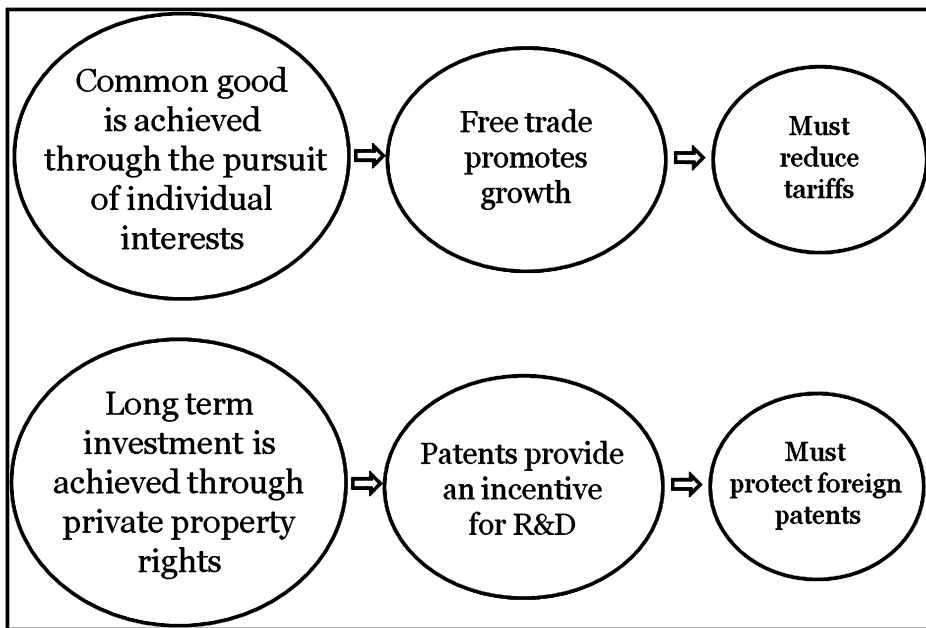 Common good
is achieved
through the pursuit
of individual
interests
Free trade
promotes
growth
Must
reduce
tariffs
Long term
investment is
achieved through
private property
rights
Patents provide
an incentive
for R&D
Must
protect foreign
patents